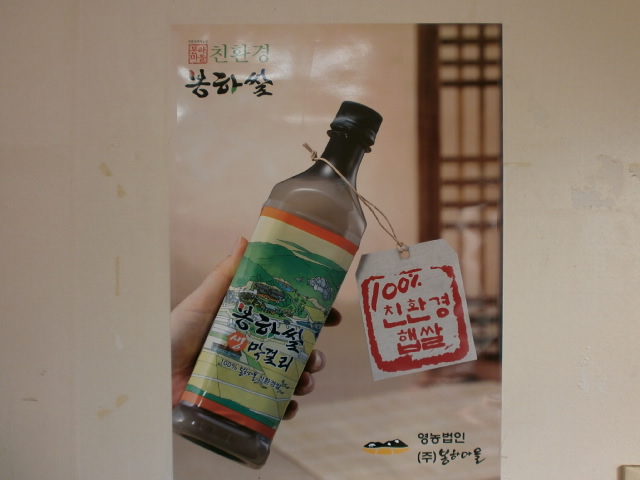 친환경
봉하쌀
봉하쌀
생막걸리
100%
친환경
햅쌀
영농법인
(주)봉하마을